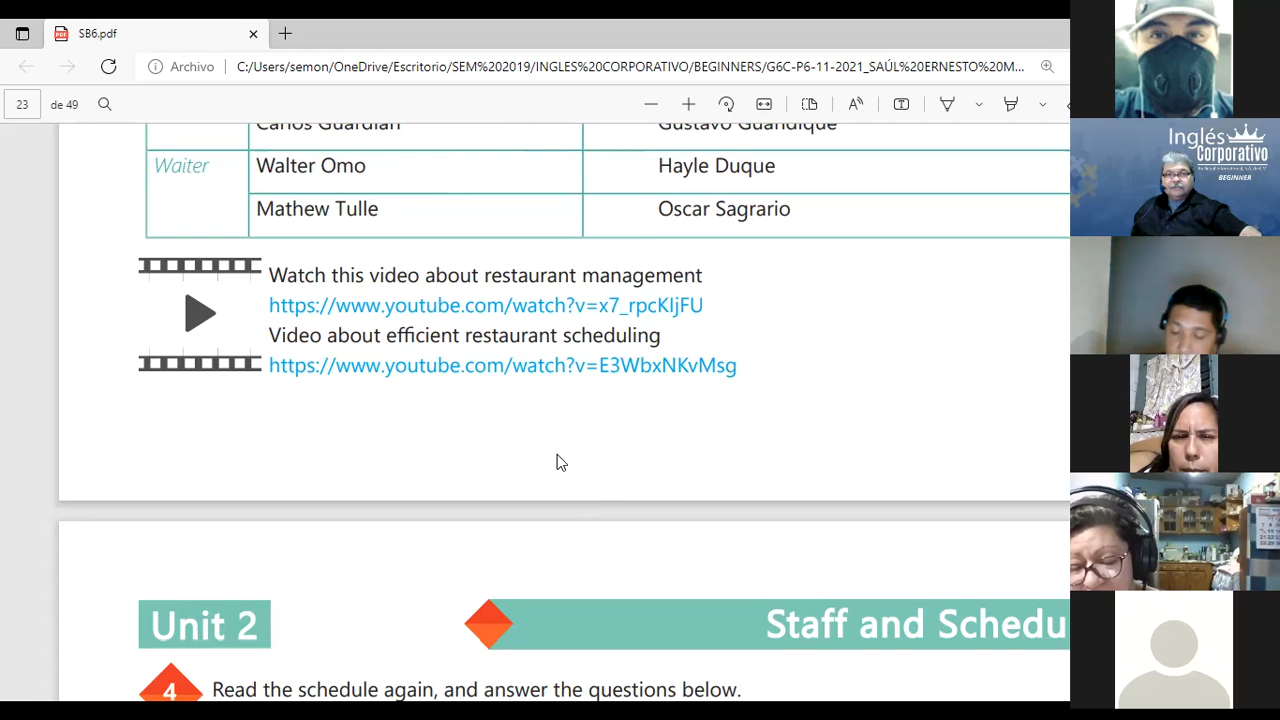 SB6.pdf
Archivo C:/Users/semon/OneDrive/Escritorio/SEM%202019/INGLES%20CORPORATIVO/BEGINNERS/G6C-P6-11-2021_SAÚL%20ERNESTO%20M...
23 de 49
Carlos Guardian Gustavo Guandique
Waiter Walter Omo Hayle Duque
Mathew Tulle Oscar Sagrario
Watch this video about restaurant management
https://www.youtube.com/watch?v=x7_rpcKIjFU
Video about efficient restaurant scheduling
https://www.youtube.com/watch?v=E3WbxNKvMsg
Unit 2 Staff and Schedu
4 Read the schedule again, and answer the questions below.
Inglés
Corporativo
BEGINNER